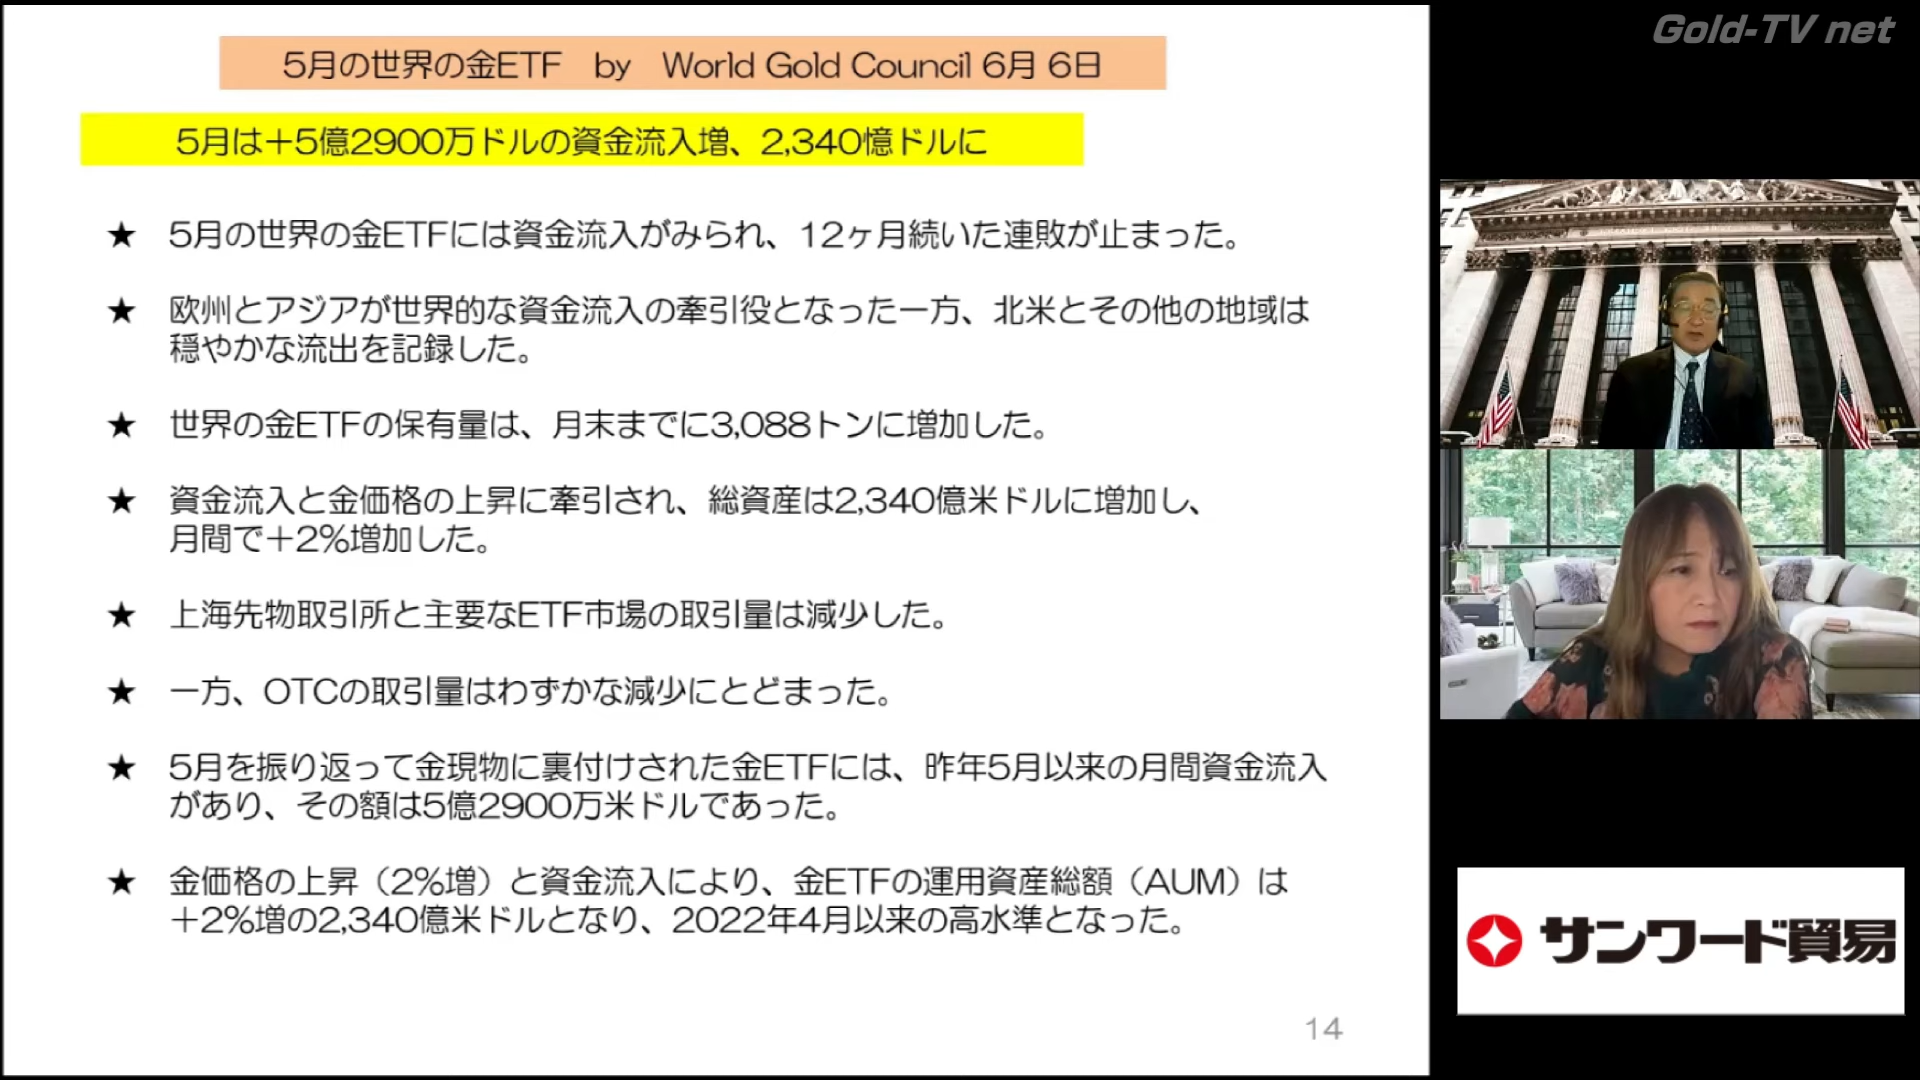 5月の世界の金ETF　by　World Gold Council 6月 6日
5月は＋5億2900万ドルの資金流入増、2,340憶ドルに
★ 5月の世界の金ETFには資金流入がみられ、12ヶ月続いた連敗が止まった。
★ 欧州とアジアが世界的な資金流入の牽引役となった一方、北米とその他の地域は
穏やかな流出を記録した。
★ 世界の金ETFの保有量は、月末までに3,088トンに増加した。
★ 資金流入と金価格の上昇に牽引され、総資産は2,340億米ドルに増加し、
月間で＋2％増加した。
★ 上海先物取引所と主要なETF市場の取引量は減少した。
★ 一方、OTCの取引量はわずかな減少にとどまった。
★ 5月を振り返って金現物に裏付けされた金ETFには、昨年5月以来の月間資金流入
があり、その額は5億2900万米ドルであった。
★ 金価格の上昇（2％増）と資金流入により、金ETFの運用資産総額（AUM）は
＋2％増の2,340億米ドルとなり、2022年4月以来の高水準となった。
14
Gold-TV net
サンワード貿易